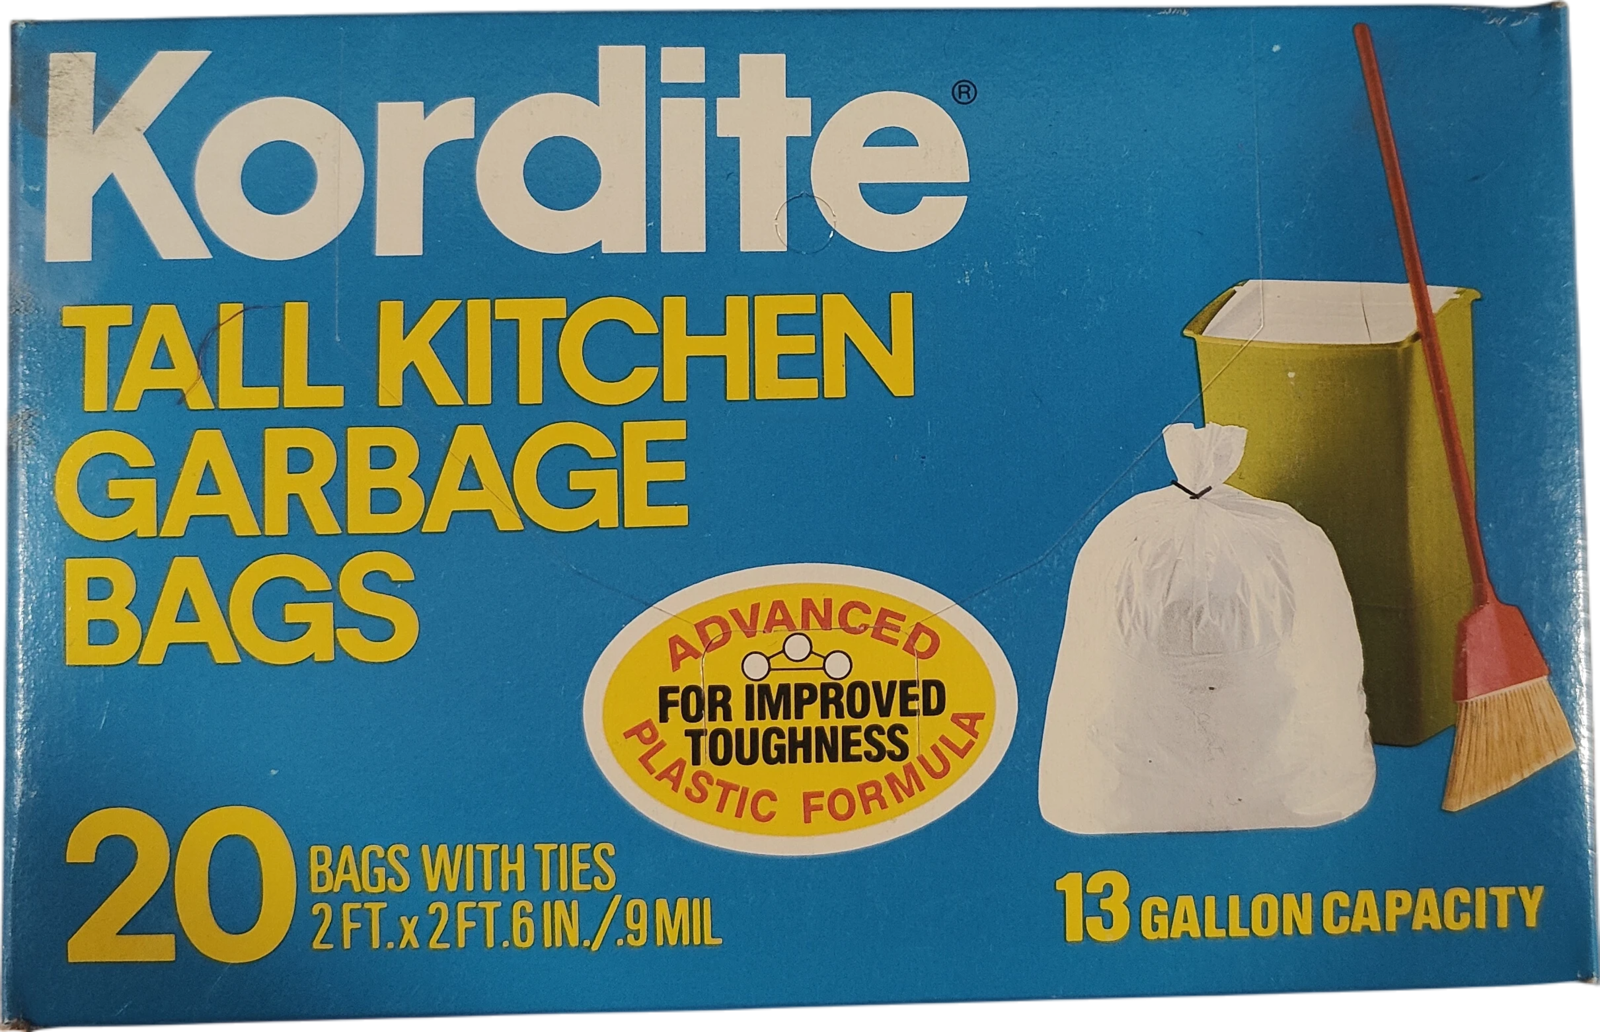 Kordite®
TALL KITCHEN
GARBAGE
BAGS
ADVANCED
FOR IMPROVED
TOUGHNESS
PLASTIC FORMULA
20 BAGS WITH TIES
2 FT. x 2 FT. 6 IN./.9 MIL
13 GALLON CAPACITY